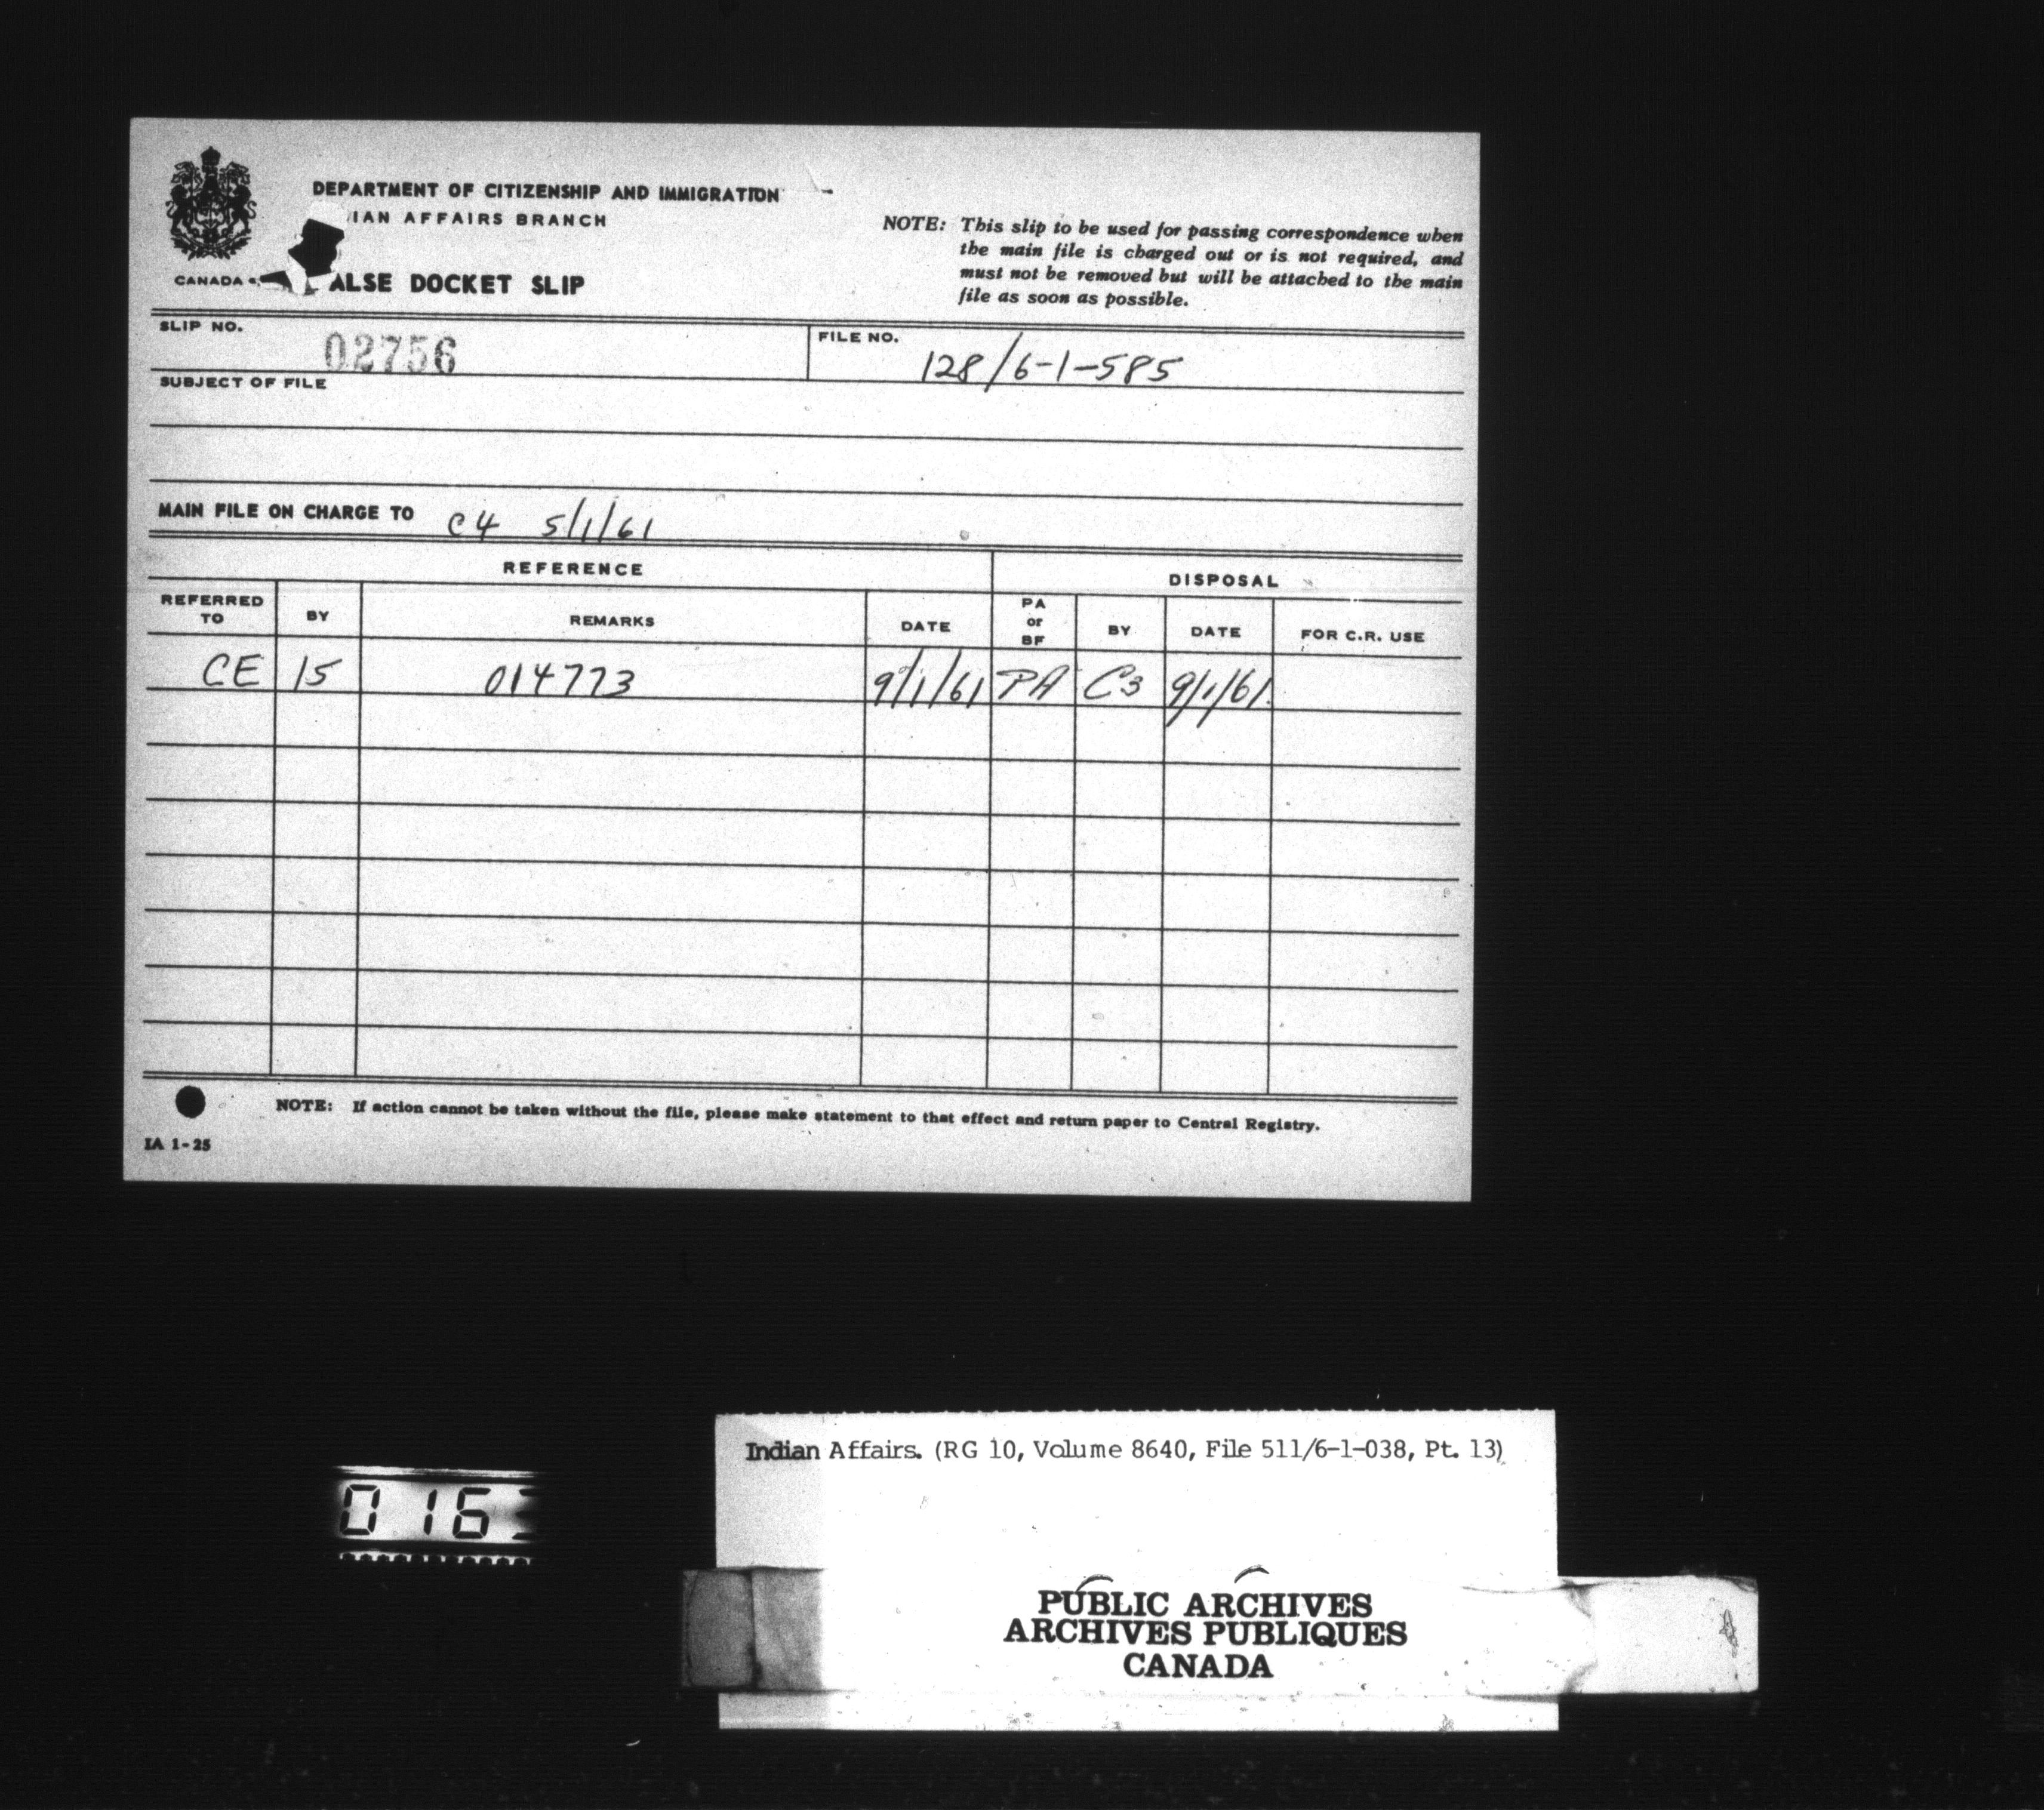 DEPARTMENT OF CITIZENSHIP AND IMMIGRATION
IAN AFFAIRS BRANCH
CANADA
ALSE DOCKET SLIP
NOTE: This slip to be used for passing correspondence when
the main file is charged out or is not required, and
must not be removed but will be attached to the main
file as soon as possible.
SLIP NO. 02756
FILE NO. 128/6-1-585
SUBJECT OF FILE
MAIN FILE ON CHARGE TO C4 5/1/61
REFERENCE DISPOSAL
REFERRED TO BY REMARKS DATE PA or BF BY DATE FOR C.R. USE
CE 15 014773 9/1/61 PA C3 9/1/61
NOTE: If action cannot be taken without the file, please make statement to that effect and return paper to Central Registry.
IA 1-25
Indian Affairs. (RG 10, Volume 8640, File 511/6-1-038, Pt. 13)
0163
PUBLIC ARCHIVES
ARCHIVES PUBLIQUES
CANADA